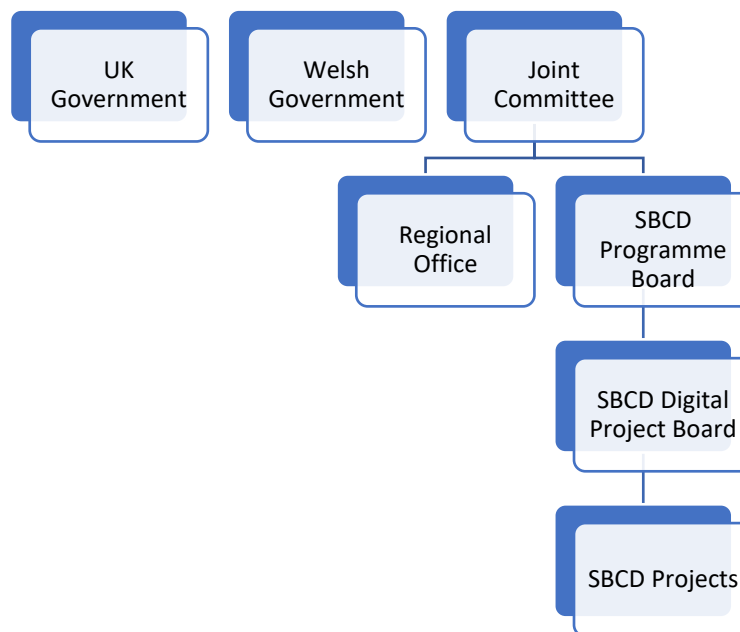 UK
Government
Welsh
Government
Joint
Committee
Regional
Office
SBCD
Programme
Board
SBCD Digital
Project Board
SBCD Projects